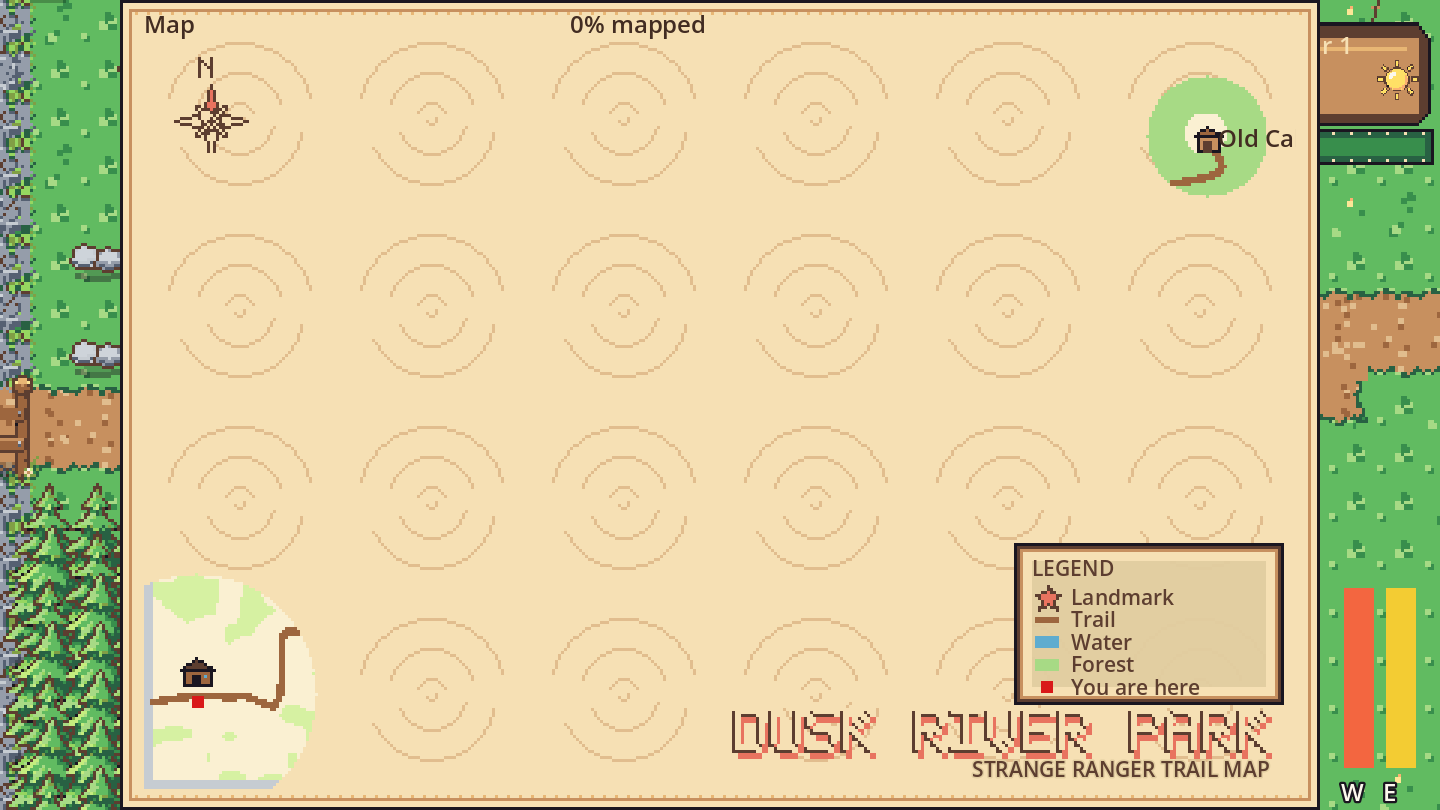 Map
0% mapped
N
r 1
Old Ca
LEGEND
Landmark
Trail
Water
Forest
You are here
DUSK RIVER PARK
STRANGE RANGER TRAIL MAP
W E